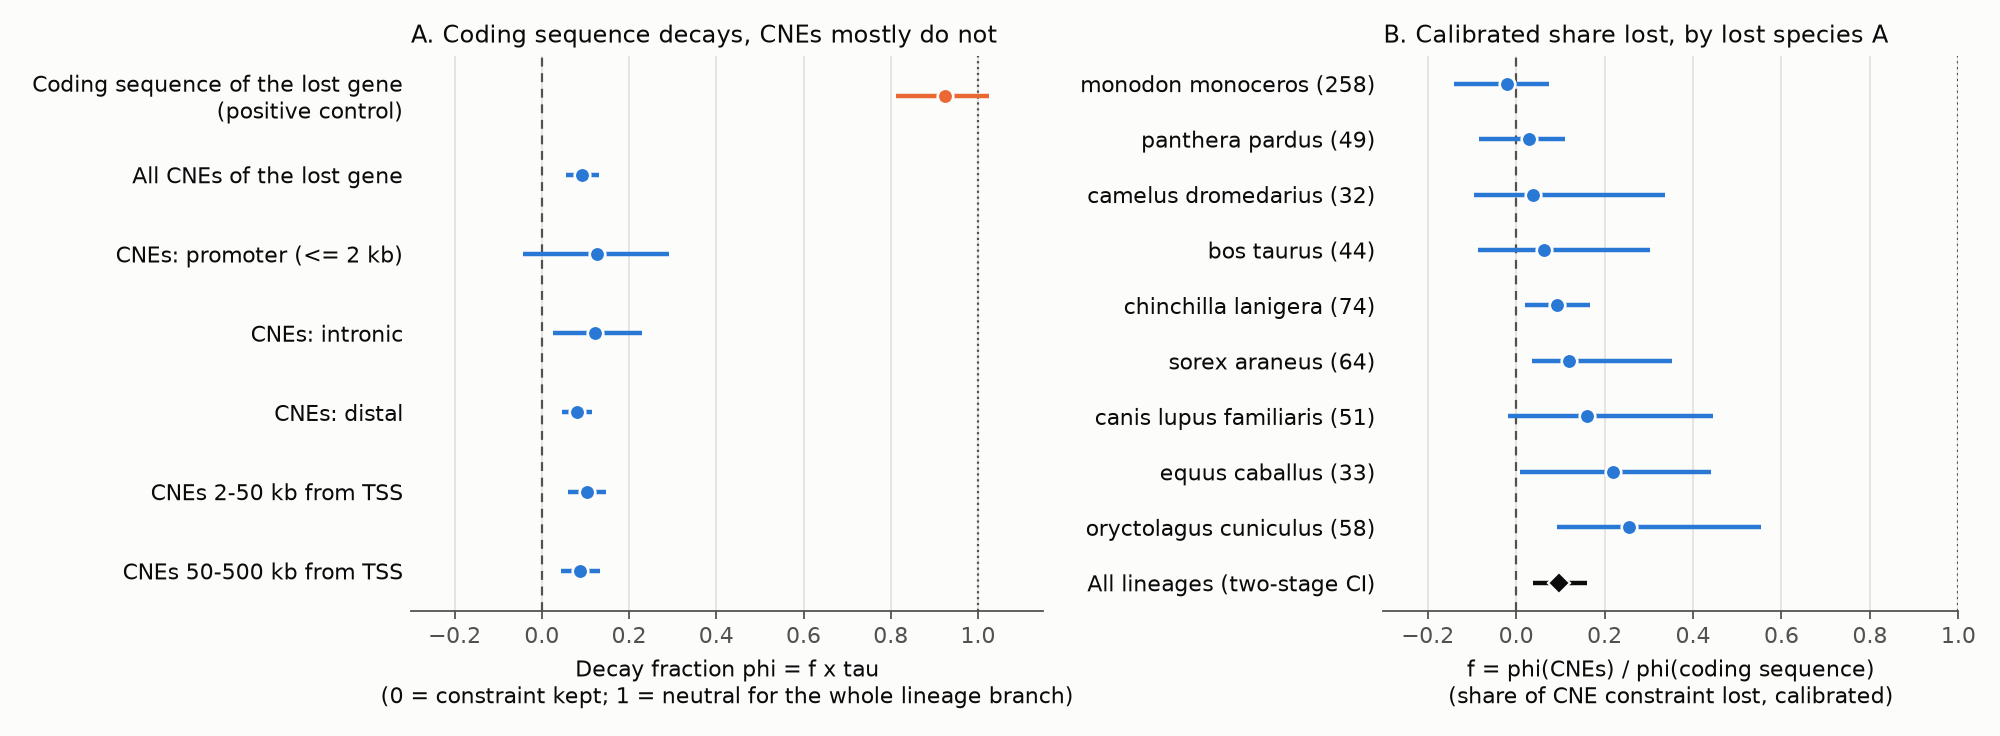 A. Coding sequence decays, CNEs mostly do not
Coding sequence of the lost gene
(positive control)
All CNEs of the lost gene
CNEs: promoter (<= 2 kb)
CNEs: intronic
CNEs: distal
CNEs 2-50 kb from TSS
CNEs 50-500 kb from TSS
−0.2 0.0 0.2 0.4 0.6 0.8 1.0
Decay fraction phi = f x tau
(0 = constraint kept; 1 = neutral for the whole lineage branch)
B. Calibrated share lost, by lost species A
monodon monoceros (258)
panthera pardus (49)
camelus dromedarius (32)
bos taurus (44)
chinchilla lanigera (74)
sorex araneus (64)
canis lupus familiaris (51)
equus caballus (33)
oryctolagus cuniculus (58)
All lineages (two-stage CI)
−0.2 0.0 0.2 0.4 0.6 0.8 1.0
f = phi(CNEs) / phi(coding sequence)
(share of CNE constraint lost, calibrated)